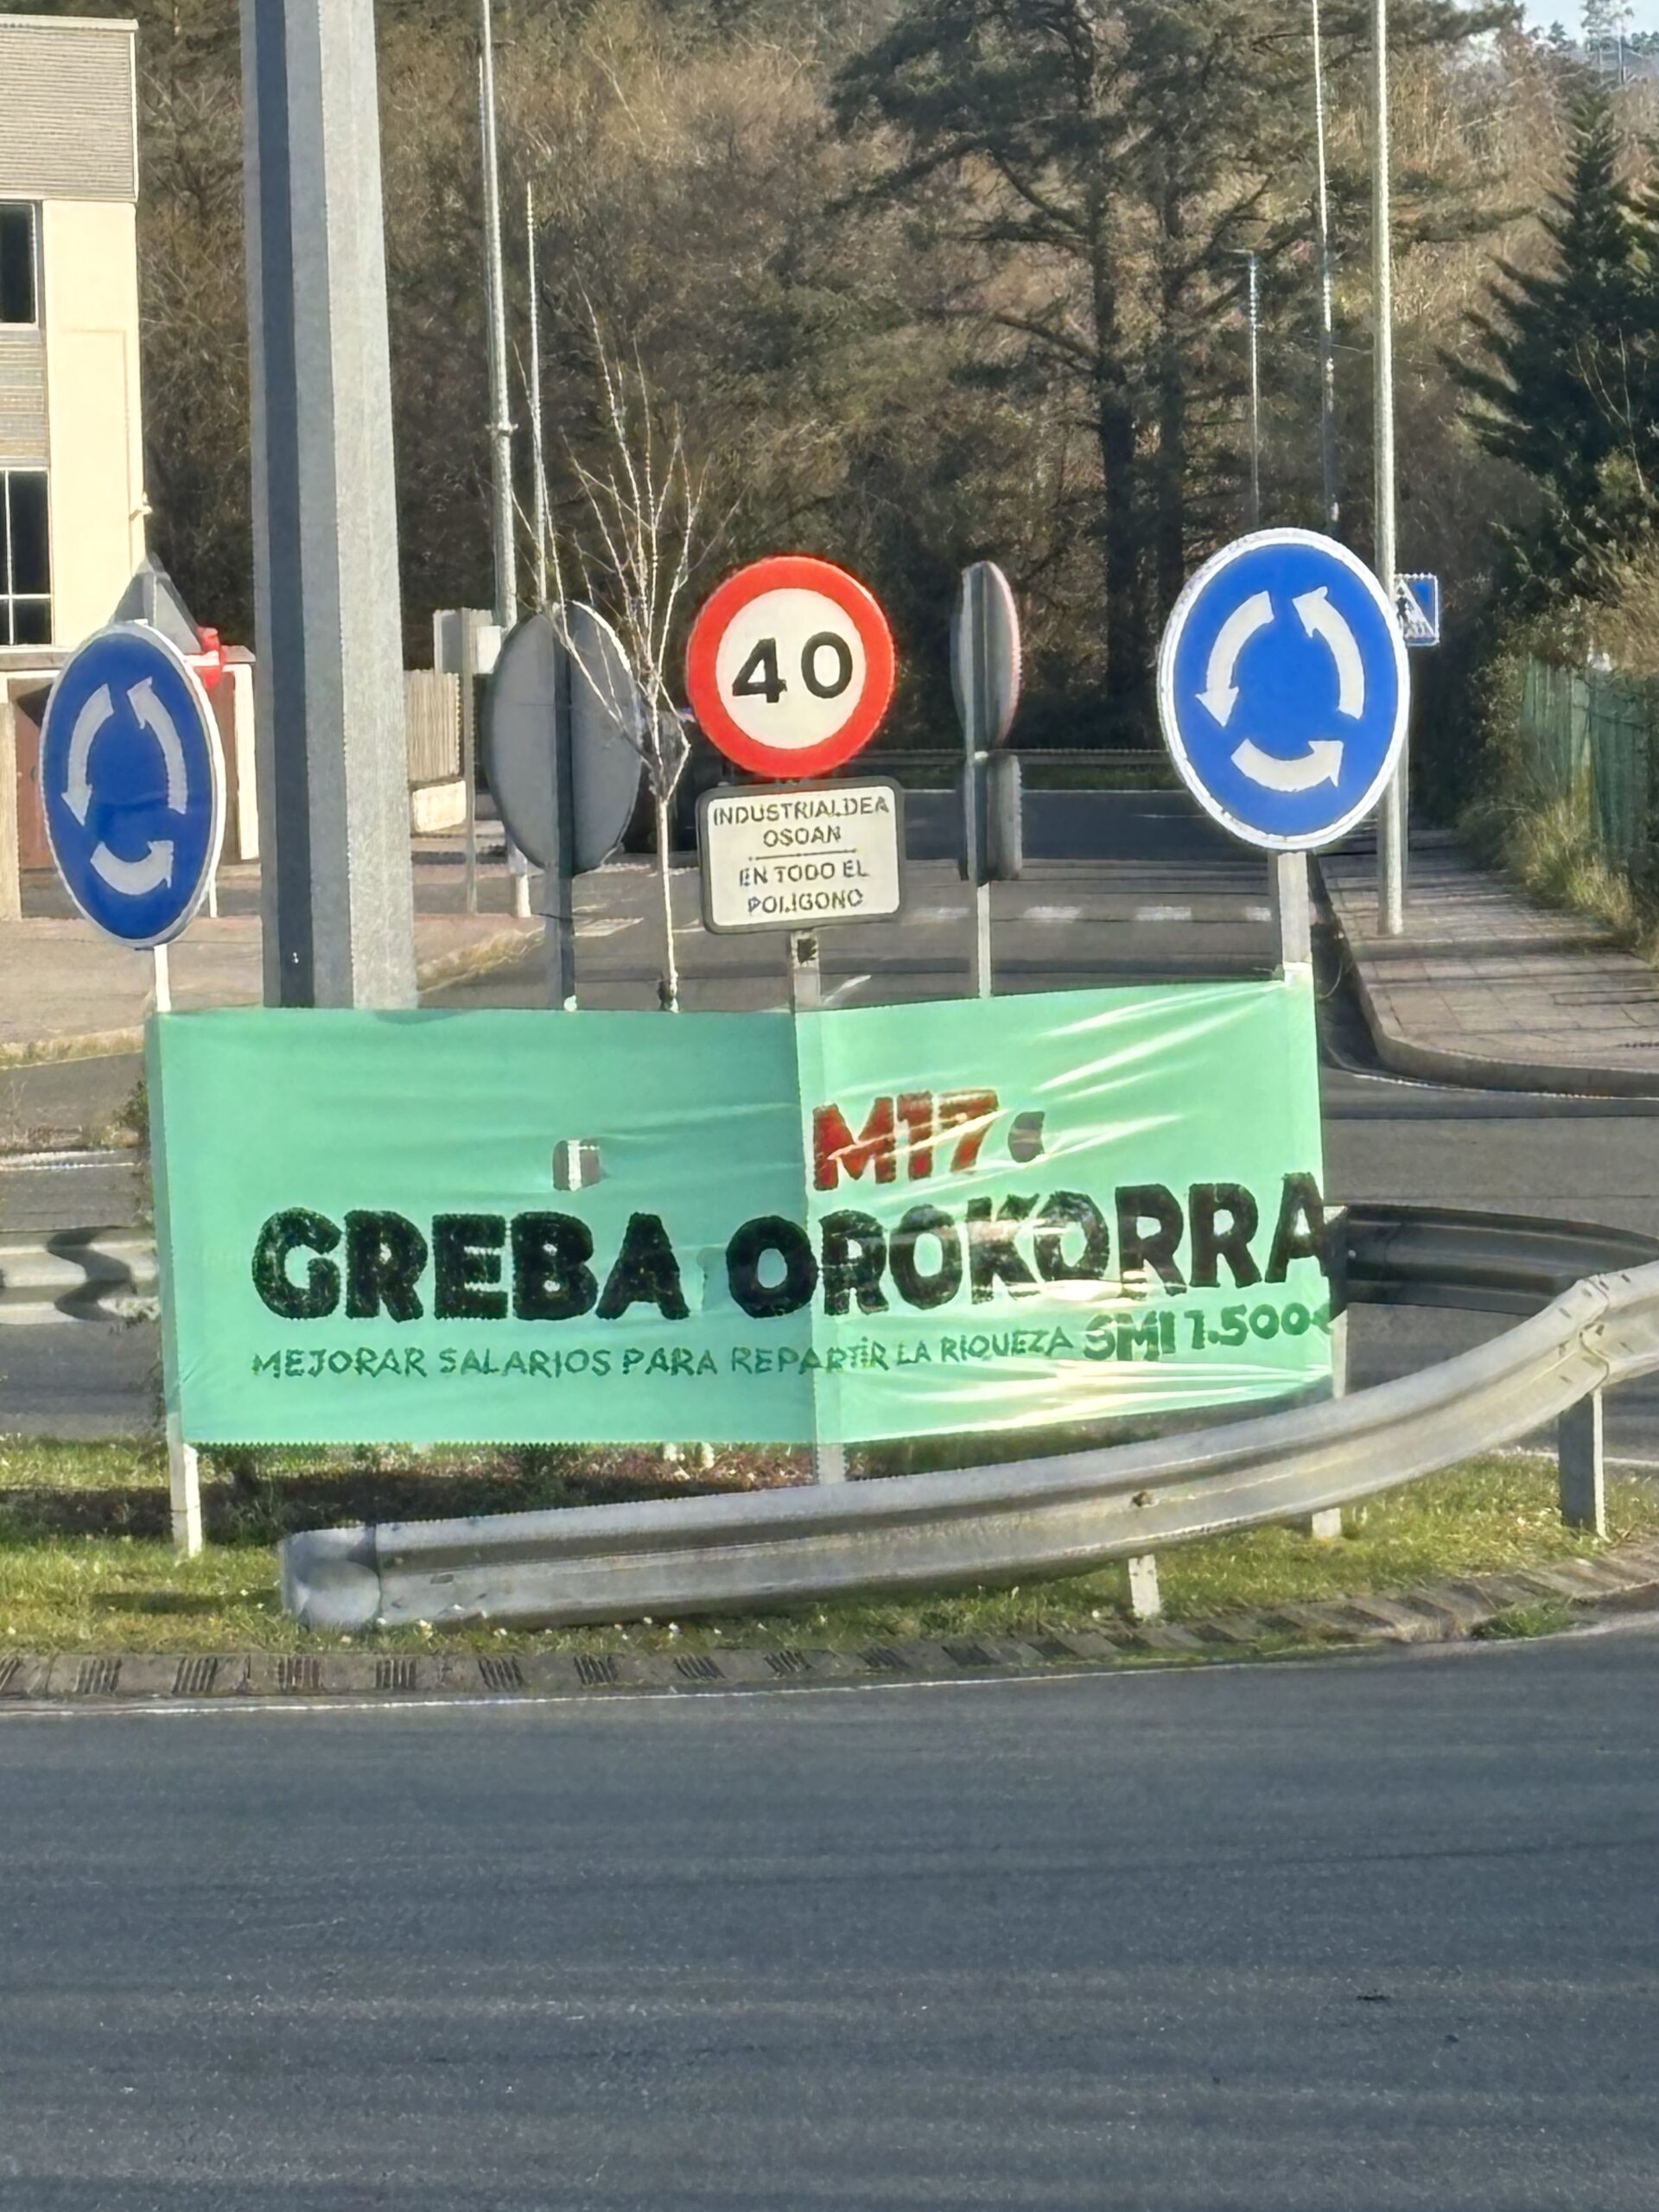 40
INDUSTRIALDEA
OSOAN
EN TODO EL
POLIGONO
M17
GREBA OROKORRA
MEJORAR SALARIOS PARA REPARTIR LA RIQUEZA SMI 1.500€